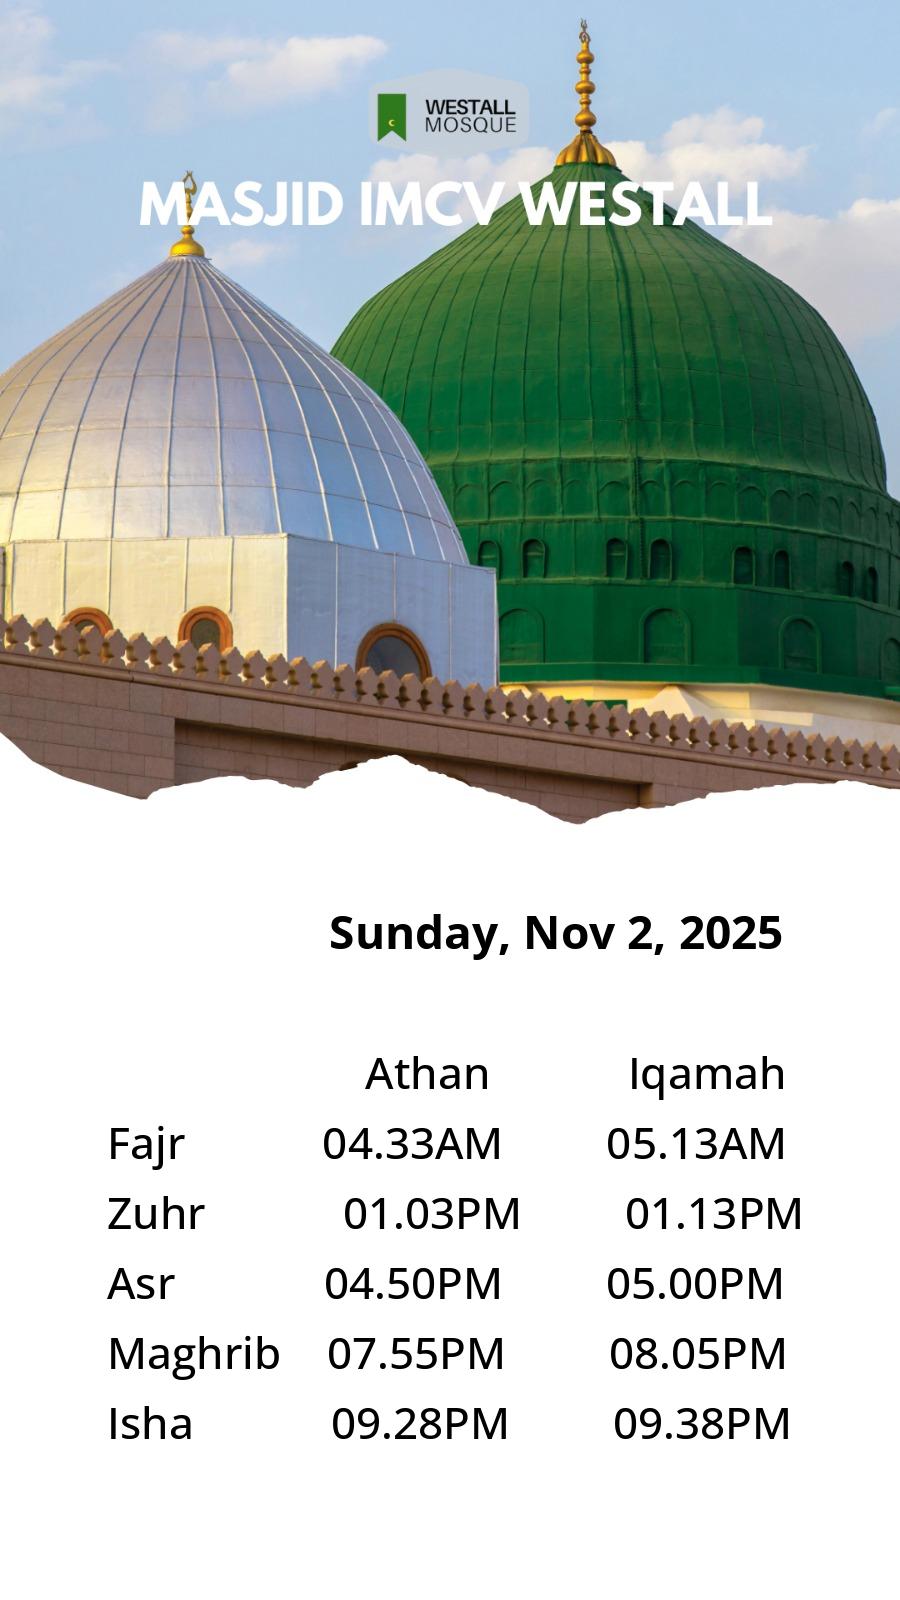 WESTALL
MOSQUE
MASJID IMCV WESTALL
Sunday, Nov 2, 2025
Athan Iqamah
Fajr 04.33AM 05.13AM
Zuhr 01.03PM 01.13PM
Asr 04.50PM 05.00PM
Maghrib 07.55PM 08.05PM
Isha 09.28PM 09.38PM